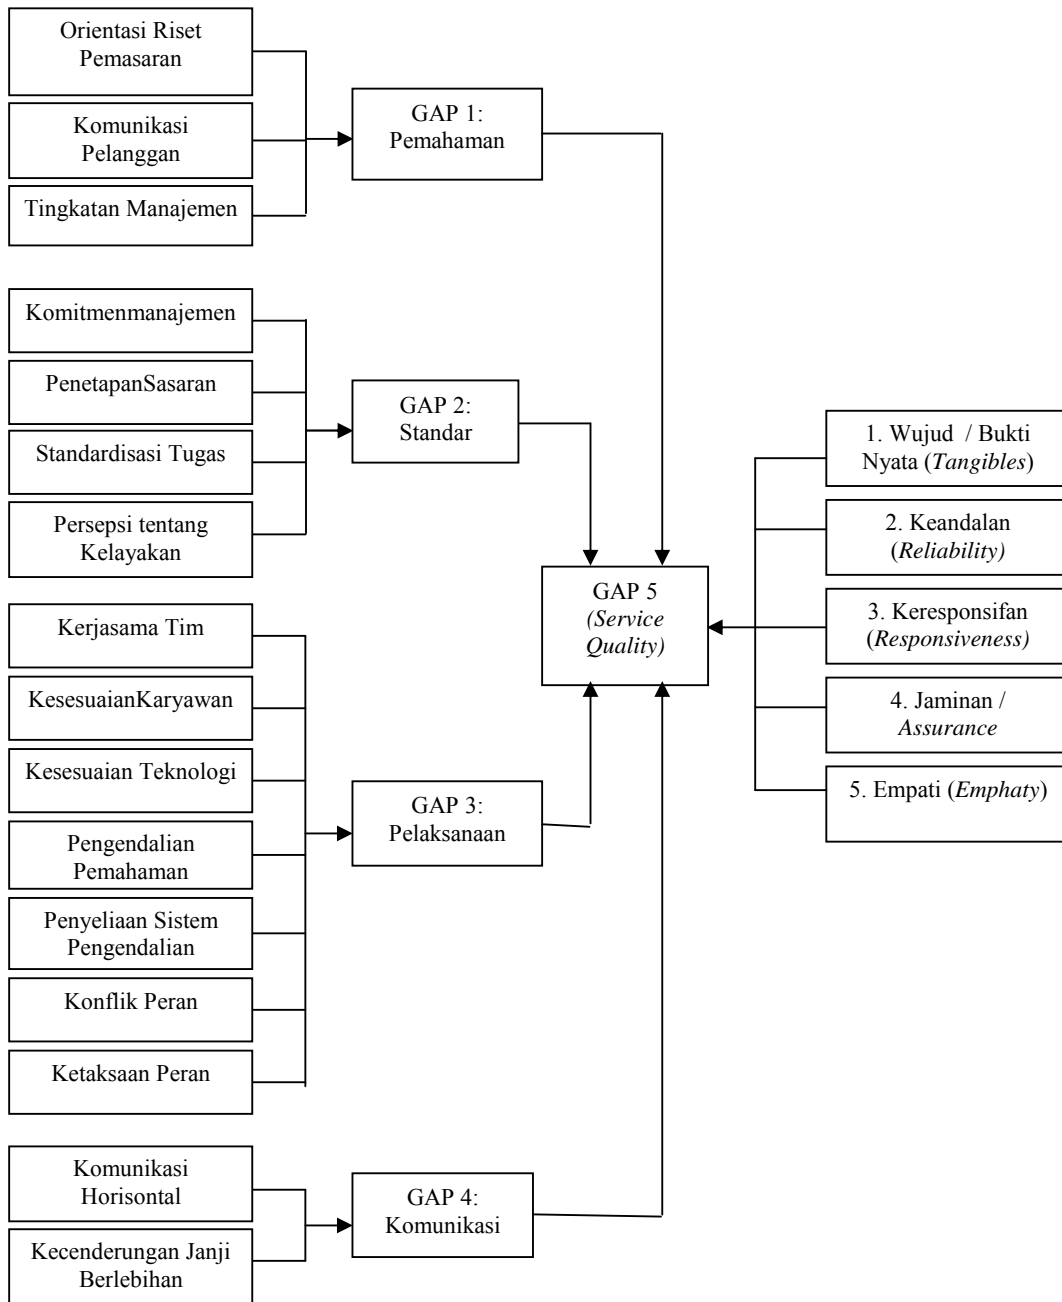 Orientasi Riset
Pemasaran
Komunikasi
Pelanggan
Tingkatan Manajemen
GAP 1:
Pemahaman
Komitmenmanajemen
PenetapanSasaran
Standardisasi Tugas
Persepsi tentang
Kelayakan
GAP 2:
Standar
Kerjasama Tim
KesesuaianKaryawan
Kesesuaian Teknologi
Pengendalian
Pemahaman
Penyeliaan Sistem
Pengendalian
Konflik Peran
Ketaksaan Peran
GAP 3:
Pelaksanaan
Komunikasi
Horisontal
Kecenderungan Janji
Berlebihan
GAP 4:
Komunikasi
GAP 5
(Service
Quality)
1. Wujud / Bukti
Nyata (Tangibles)
2. Keandalan
(Reliability)
3. Keresponsifan
(Responsiveness)
4. Jaminan /
Assurance
5. Empati (Emphaty)